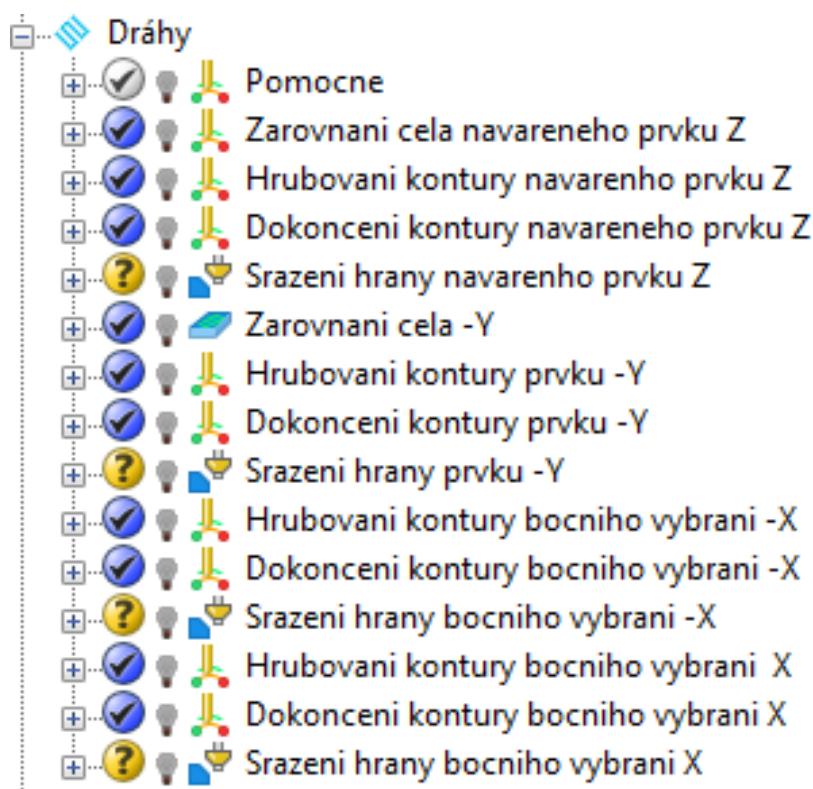 Dráhy
Pomocne
Zarovnani cela navareneho prvku Z
Hrubovani kontury navarenho prvku Z
Dokonceni kontury navareneho prvku Z
Srazeni hrany navarenho prvku Z
Zarovnani cela -Y
Hrubovani kontury prvku -Y
Dokonceni kontury prvku -Y
Srazeni hrany prvku -Y
Hrubovani kontury bocniho vybrani -X
Dokonceni kontury bocniho vybrani -X
Srazeni hrany bocniho vybrani -X
Hrubovani kontury bocniho vybrani  X
Dokonceni kontury bocniho vybrani X
Srazeni hrany bocniho vybrani X